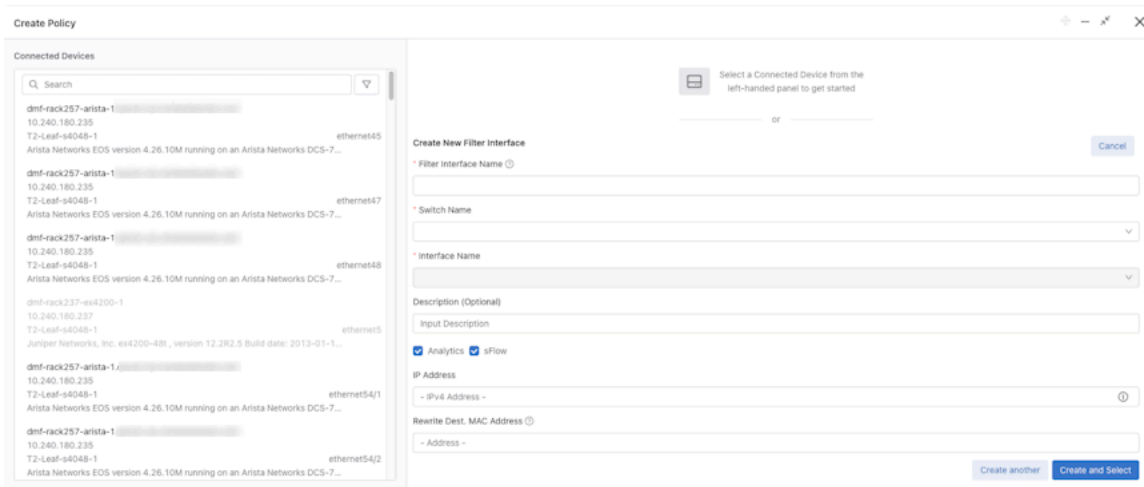 Create Policy
Connected Devices
Search
dmf-rack257-arista-1
10.240.180.235
T2-Leaf-s4048-1 ethernet45
Arista Networks EOS version 4.26.10M running on an Arista Networks DCS-7...
dmf-rack257-arista-1
10.240.180.235
T2-Leaf-s4048-1 ethernet47
Arista Networks EOS version 4.26.10M running on an Arista Networks DCS-7...
dmf-rack257-arista-1
10.240.180.235
T2-Leaf-s4048-1 ethernet48
Arista Networks EOS version 4.26.10M running on an Arista Networks DCS-7...
dmf-rack237-ex4200-1
10.240.180.237
T2-Leaf-s4048-1 ethernet5
Juniper Networks, Inc. ex4200-48t , version 12.2R2.5 Build date: 2013-01-1...
dmf-rack257-arista-1.
10.240.180.235
T2-Leaf-s4048-1 ethernet54/1
Arista Networks EOS version 4.26.10M running on an Arista Networks DCS-7...
dmf-rack257-arista-1
10.240.180.235
T2-Leaf-s4048-1 ethernet54/2
Arista Networks EOS version 4.26.10M running on an Arista Networks DCS-7...
Select a Connected Device from the
left-handed panel to get started
or
Create New Filter Interface
Cancel
* Filter Interface Name
* Switch Name
* Interface Name
Description (Optional)
Input Description
Analytics sFlow
IP Address
- IPv4 Address -
Rewrite Dest. MAC Address
- Address -
Create another Create and Select